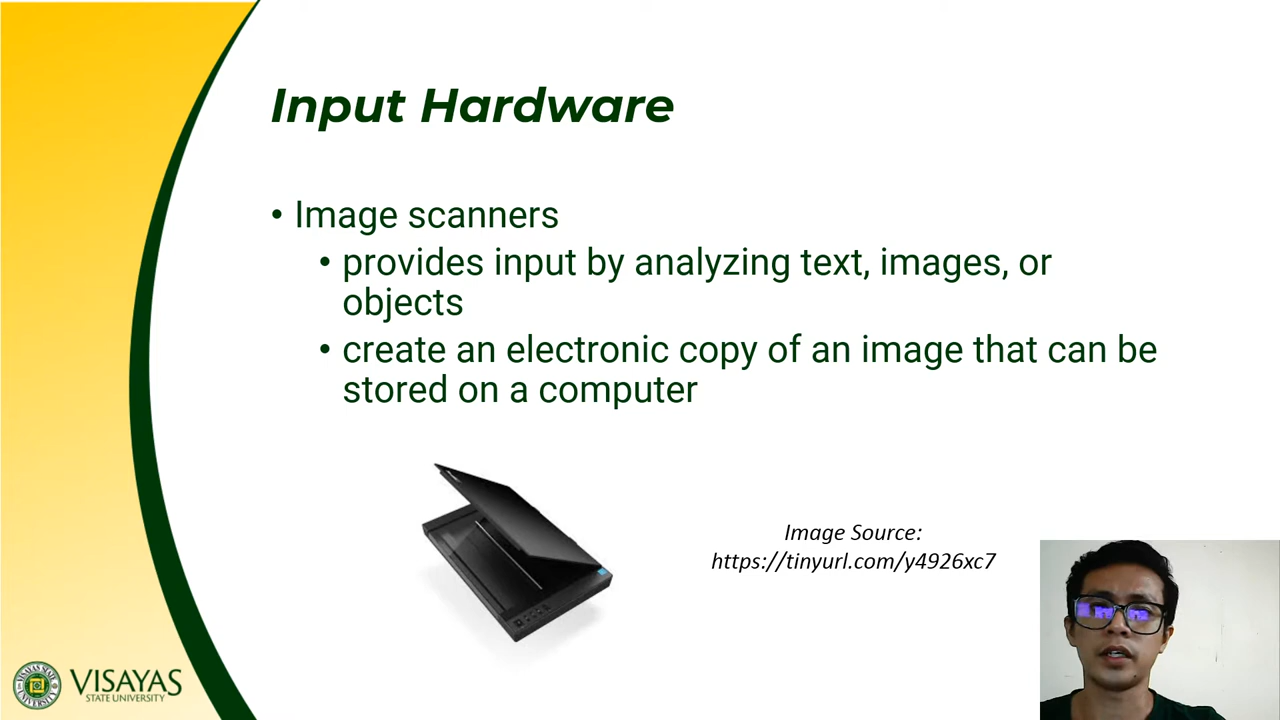 Input Hardware
• Image scanners
• provides input by analyzing text, images, or
objects
• create an electronic copy of an image that can be
stored on a computer
Image Source:
https://tinyurl.com/y4926xc7
VISAYAS
STATE UNIVERSITY